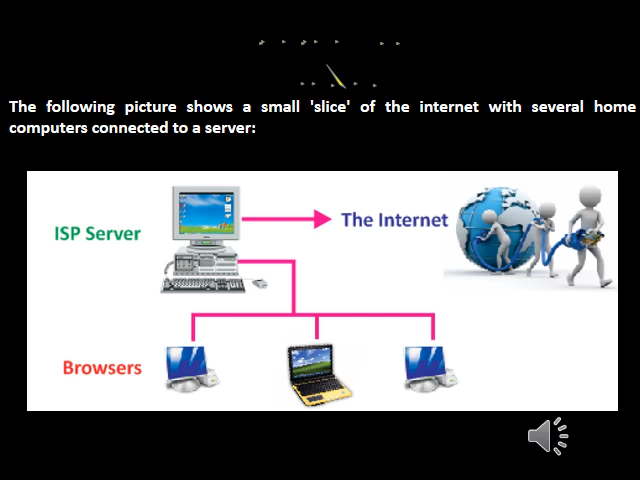 The following picture shows a small 'slice' of the internet with several home
computers connected to a server:
ISP Server
The Internet
Browsers